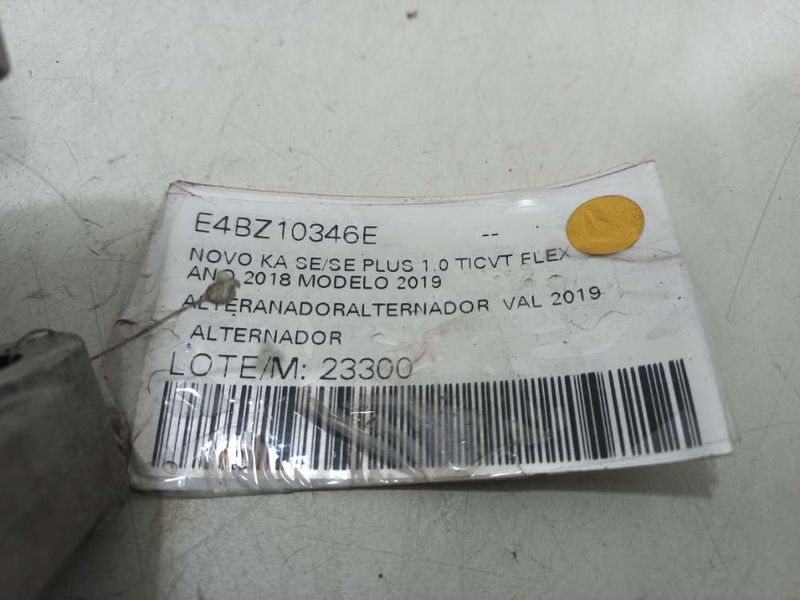 E4BZ10346E --
NOVO KA SE/SE PLUS 1.0 TICVT FLEX
ANO 2018 MODELO 2019
ALTERANADORALTERNADOR VAL 2019
ALTERNADOR
LOTE/M: 23300